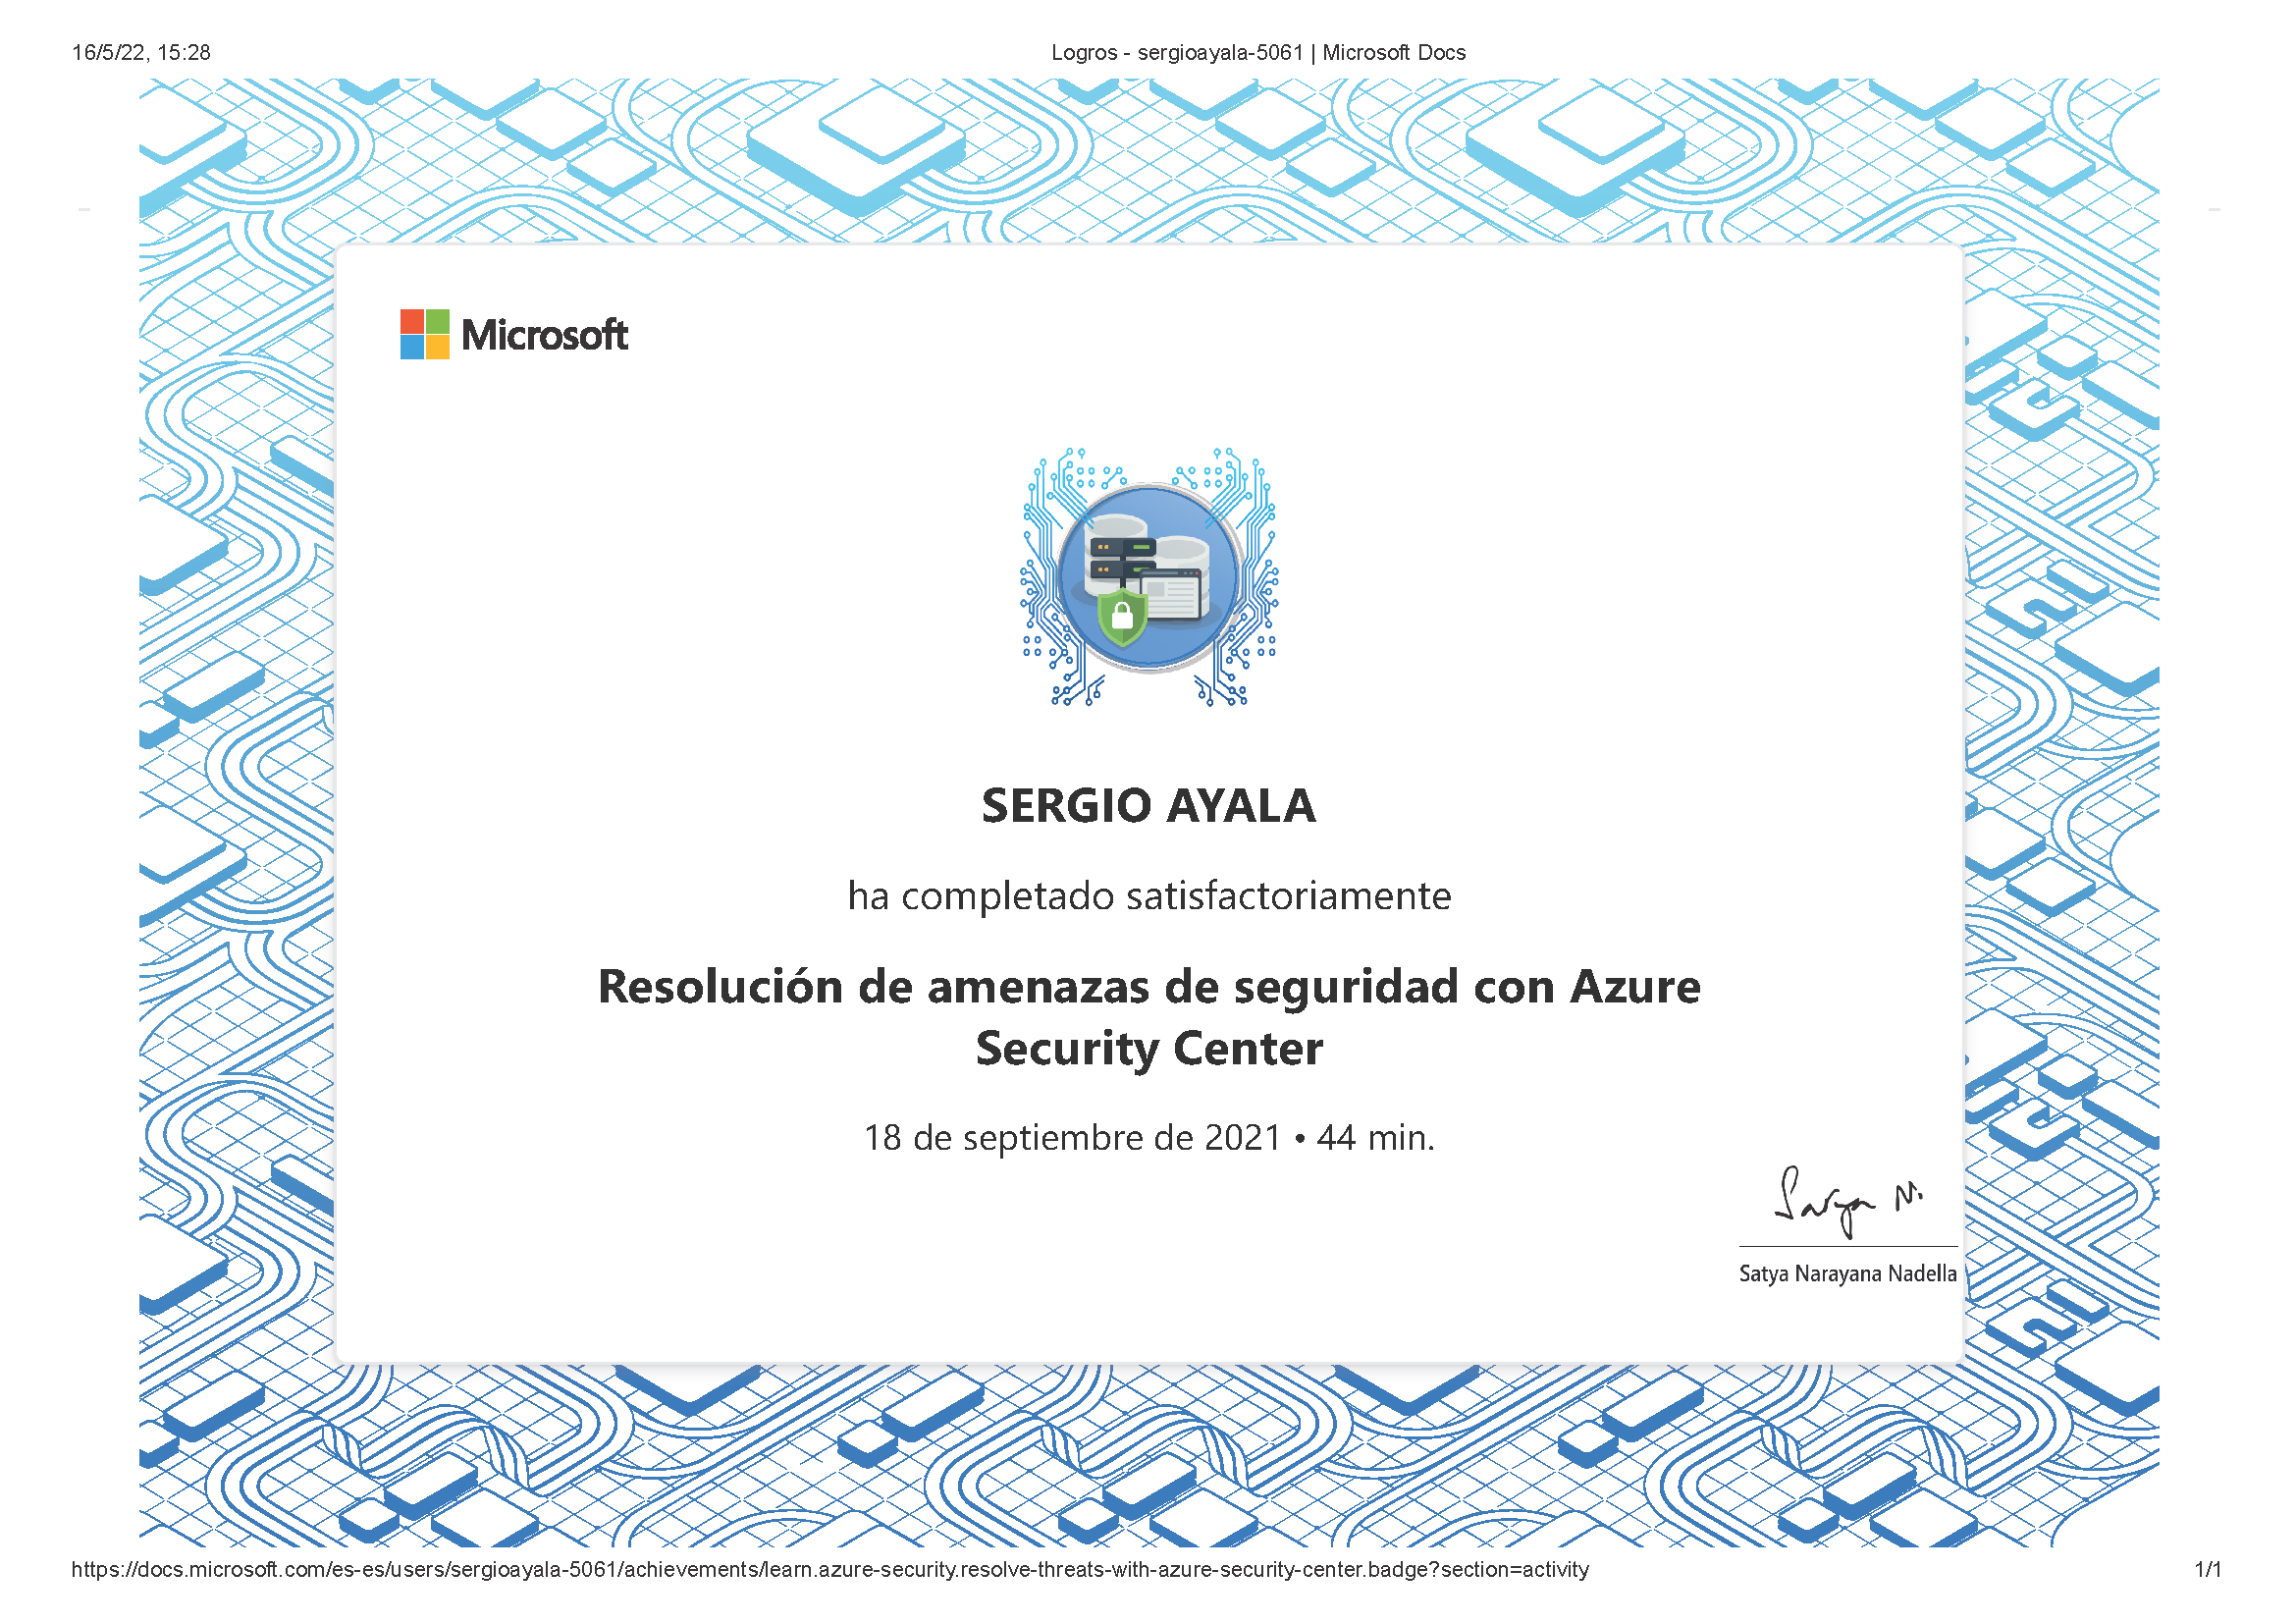 16/5/22, 15:28
Logros - sergioayala-5061 | Microsoft Docs
Microsoft
SERGIO AYALA
ha completado satisfactoriamente
Resolución de amenazas de seguridad con Azure
Security Center
18 de septiembre de 2021 • 44 min.
Satya N.
Satya Narayana Nadella
https://docs.microsoft.com/es-es/users/sergioayala-5061/achievements/learn.azure-security.resolve-threats-with-azure-security-center.badge?section=activity
1/1